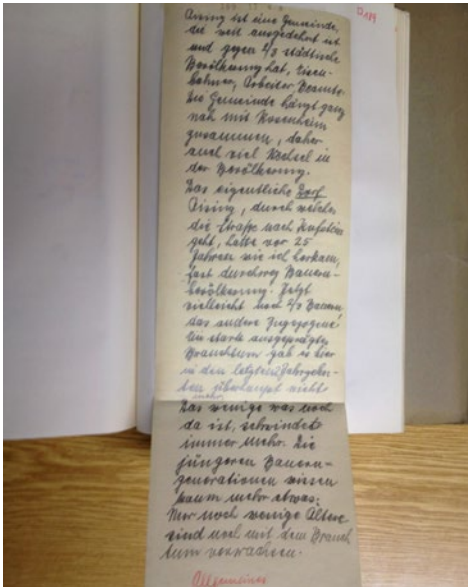 D 184
Aising ist eine Gemeinde,
die weit ausgedehnt ist
und gegen 2/3 städtische
Bevölkerung hat, Eisen-
bahner, Arbeiter, Beamte.
Die Gemeinde hängt ganz
nah mit Rosenheim
zusammen, daher
auch viel Wechsel in
der Bevölkerung.
Das eigentliche Dorf
Aising, durch welches
die Straße nach Kufstein
geht, hatte vor 25
Jahren wie ich herkam,
fast durchweg Bauern-
bevölkerung. Jetzt
vielleicht noch 2/3 Bauern,
das andere Zugezogene.
Ein stark ausgeprägtes
Brauchtum gab es hier
in den letzten Jahrzehn-
ten überhaupt nicht
mehr.
Das wenige was noch
da ist, schwindet
immer mehr. Die
jüngeren Bauern-
generationen wissen
kaum mehr etwas.
Nur noch wenige Ältere
sind noch mit dem Brauch
tum verwachsen.
Allgemeines